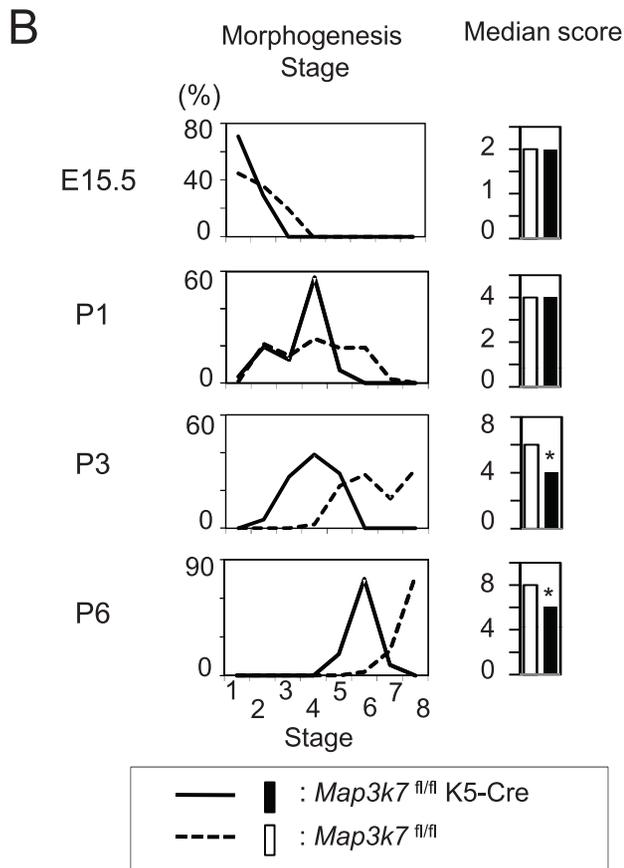 B
Morphogenesis
Stage
Median score
(%)
E15.5
80
40
0
2
1
0
P1
60
0
4
2
0
P3
60
0
8
*
4
0
P6
90
0
8
*
4
0
1 2 3 4 5 6 7 8
Stage
: Map3k7 fl/fl K5-Cre
: Map3k7 fl/fl